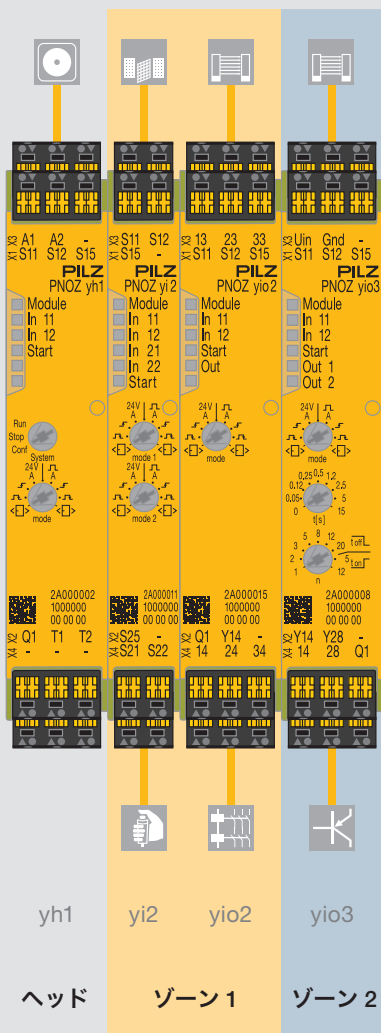 X3 A1 A2 -
X1 S11 S12 S15
PILZ
PNOZ yh1
Module
In 11
In 12
Start
Run
Stop
Conf
System
24V
A A
mode
2A000002
1000000
00 00 00
X2 Q1 T1 T2
X4 - - -
X3 S11 S12
X1 S15 -
PILZ
PNOZ yi2
Module
In 11
In 12
In 21
In 22
Start
24V
A A
mode 1
24V
A A
mode 2
2A000011
1000000
00 00 00
X2 S25 -
X4 S21 S22
X3 13 23 33
X1 S11 S12 S15
PILZ
PNOZ yio2
Module
In 11
In 12
Start
Out
24V
A A
mode
2A000015
1000000
00 00 00
X2 Q1 Y14 -
X4 14 24 34
X3 Uin Gnd -
X1 S11 S12 S15
PILZ
PNOZ yio3
Module
In 11
In 12
Start
Out 1
Out 2
24V
A A
mode
0 0.05 0.12 0.25 0.5 1.2 2.5 5 15
t[s]
1 2 3 5 8 12 20 5 12
t off
t on
n
2A000008
1000000
00 00 00
X2 Y14 Y28 -
X4 14 28 Q1
yh1 yi2 yio2 yio3
ヘッド ゾーン 1 ゾーン 2